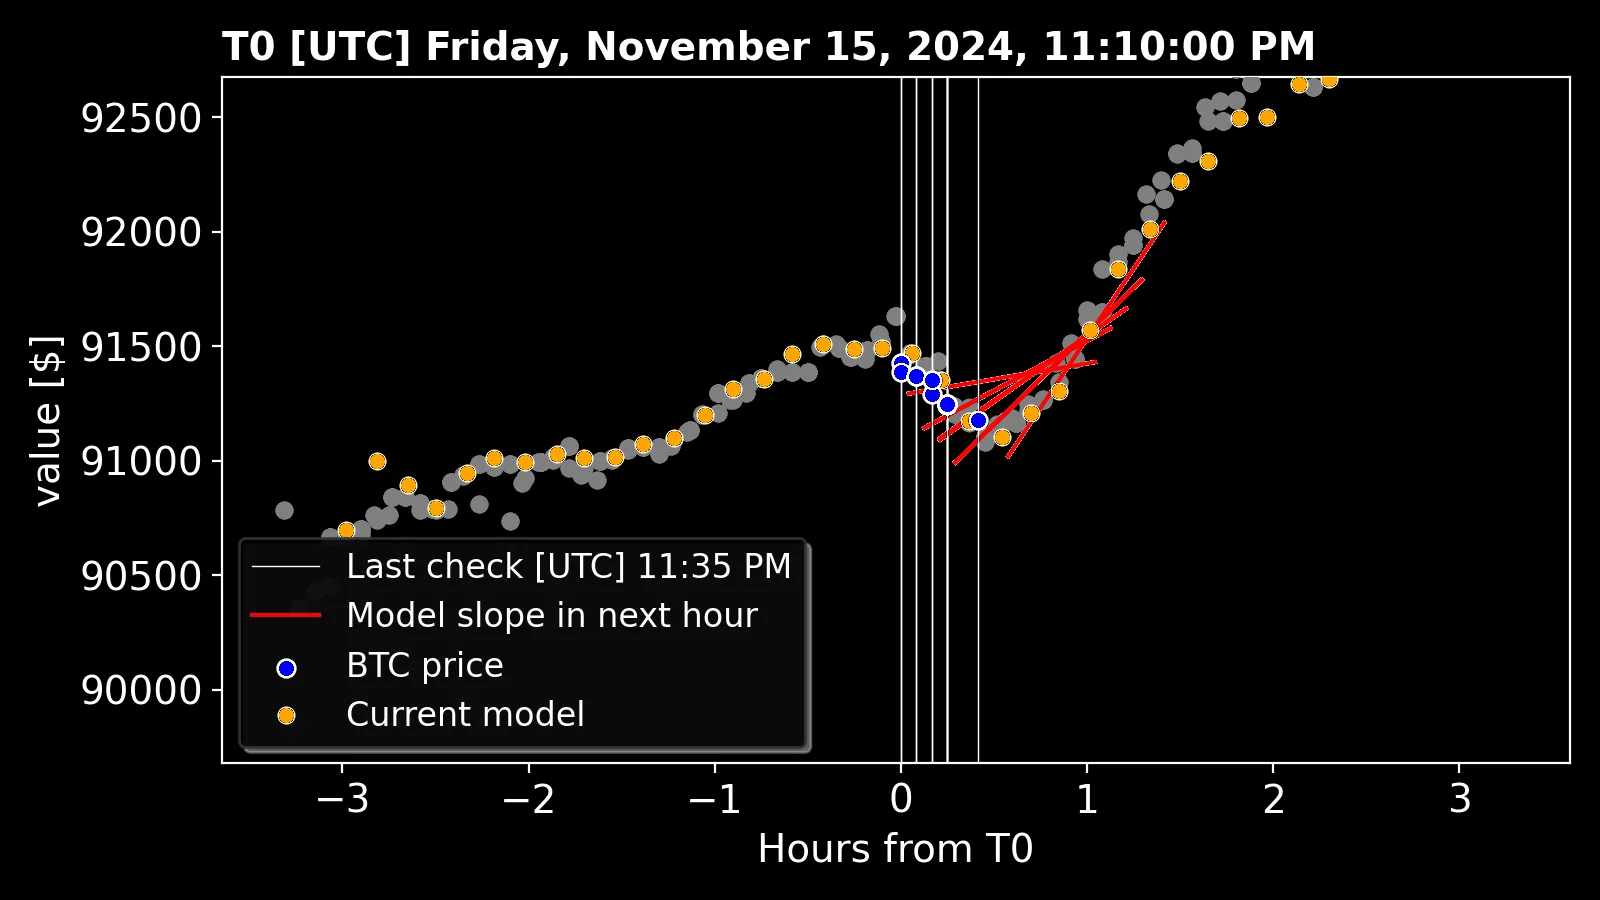 T0 [UTC] Friday, November 15, 2024, 11:10:00 PM
92500
92000
91500
91000
90500
90000
value [$]
Last check [UTC] 11:35 PM
Model slope in next hour
BTC price
Current model
−3 −2 −1 0 1 2 3
Hours from T0